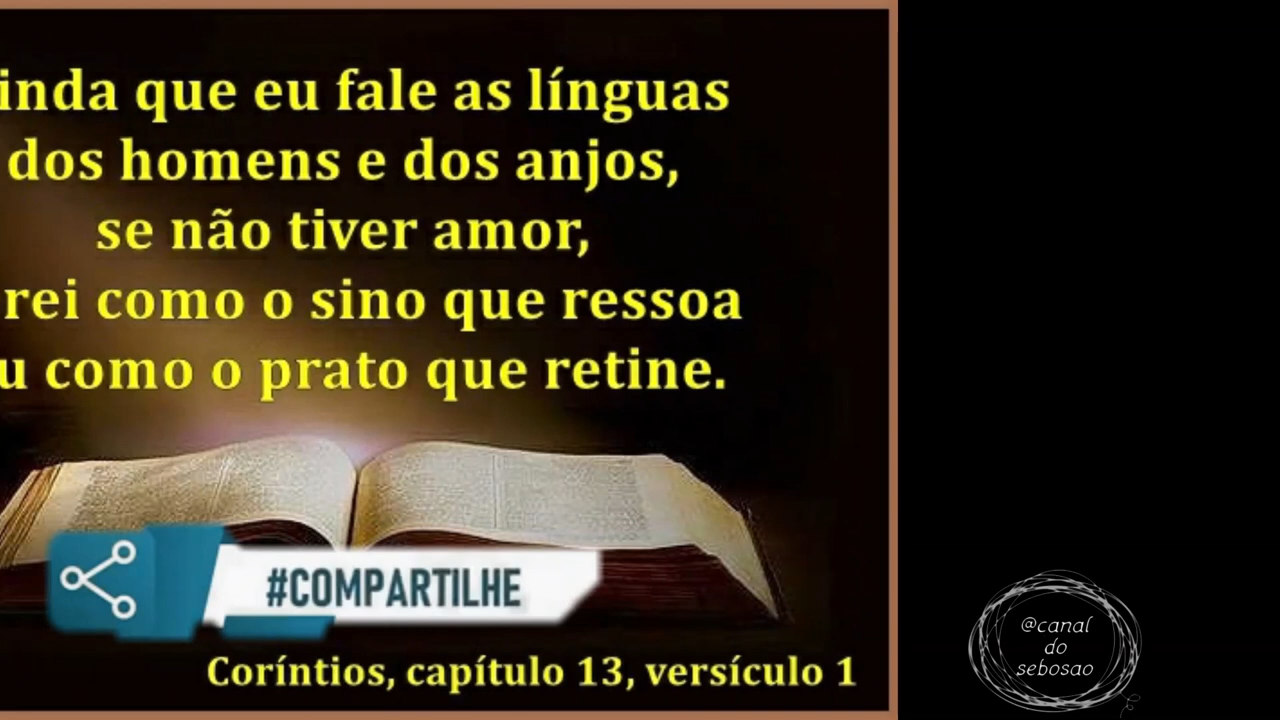 inda que eu fale as línguas
dos homens e dos anjos,
se não tiver amor,
rei como o sino que ressoa
u como o prato que retine.
#COMPARTILHE
Coríntios, capítulo 13, versículo 1
@canal
do
sebosao